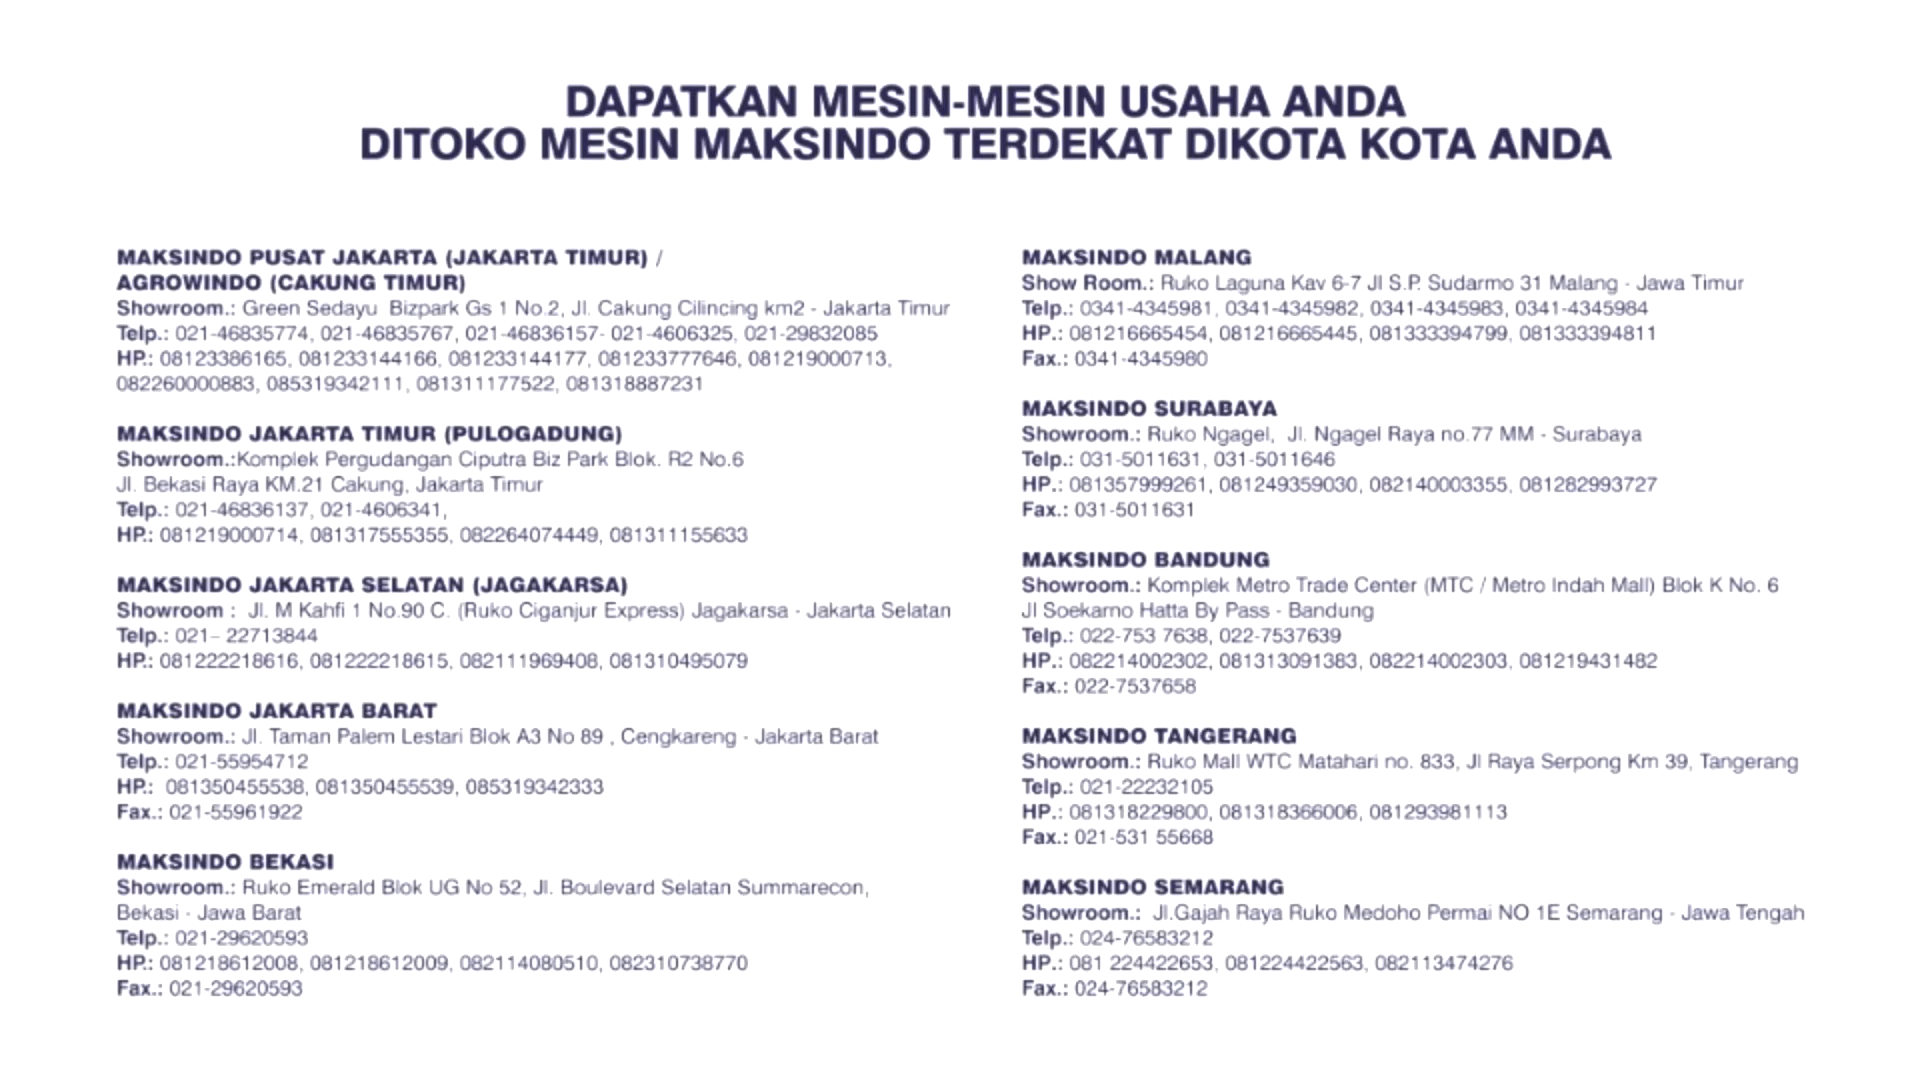 DAPATKAN MESIN-MESIN USAHA ANDA
DITOKO MESIN MAKSINDO TERDEKAT DIKOTA KOTA ANDA
MAKSINDO PUSAT JAKARTA (JAKARTA TIMUR) /
AGROWINDO (CAKUNG TIMUR)
Showroom.: Green Sedayu Bizpark Gs 1 No.2, Jl. Cakung Cilincing km2 - Jakarta Timur
Telp.: 021-46835774, 021-46835767, 021-46836157- 021-4606325, 021-29832085
HP.: 08123386165, 081233144166, 081233144177, 081233777646, 081219000713,
082260000883, 085319342111, 081311177522, 081318887231
MAKSINDO JAKARTA TIMUR (PULOGADUNG)
Showroom.:Komplek Pergudangan Ciputra Biz Park Blok. R2 No.6
Jl. Bekasi Raya KM.21 Cakung, Jakarta Timur
Telp.: 021-46836137, 021-4606341,
HP.: 081219000714, 081317555355, 082264074449, 081311155633
MAKSINDO JAKARTA SELATAN (JAGAKARSA)
Showroom : Jl. M Kahfi 1 No.90 C. (Ruko Ciganjur Express) Jagakarsa - Jakarta Selatan
Telp.: 021– 22713844
HP.: 081222218616, 081222218615, 082111969408, 081310495079
MAKSINDO JAKARTA BARAT
Showroom.: Jl. Taman Palem Lestari Blok A3 No 89 , Cengkareng - Jakarta Barat
Telp.: 021-55954712
HP.: 081350455538, 081350455539, 085319342333
Fax.: 021-55961922
MAKSINDO BEKASI
Showroom.: Ruko Emerald Blok UG No 52, Jl. Boulevard Selatan Summarecon,
Bekasi - Jawa Barat
Telp.: 021-29620593
HP.: 081218612008, 081218612009, 082114080510, 082310738770
Fax.: 021-29620593
MAKSINDO MALANG
Show Room.: Ruko Laguna Kav 6-7 Jl S.P. Sudarmo 31 Malang - Jawa Timur
Telp.: 0341-4345981, 0341-4345982, 0341-4345983, 0341-4345984
HP.: 081216665454, 081216665445, 081333394799, 081333394811
Fax.: 0341-4345980
MAKSINDO SURABAYA
Showroom.: Ruko Ngagel, Jl. Ngagel Raya no.77 MM - Surabaya
Telp.: 031-5011631, 031-5011646
HP.: 081357999261, 081249359030, 082140003355, 081282993727
Fax.: 031-5011631
MAKSINDO BANDUNG
Showroom.: Komplek Metro Trade Center (MTC / Metro Indah Mall) Blok K No. 6
Jl Soekarno Hatta By Pass - Bandung
Telp.: 022-753 7638, 022-7537639
HP.: 082214002302, 081313091383, 082214002303, 081219431482
Fax.: 022-7537658
MAKSINDO TANGERANG
Showroom.: Ruko Mall WTC Matahari no. 833, Jl Raya Serpong Km 39, Tangerang
Telp.: 021-22232105
HP.: 081318229800, 081318366006, 081293981113
Fax.: 021-531 55668
MAKSINDO SEMARANG
Showroom.: Jl.Gajah Raya Ruko Medoho Permai NO 1E Semarang - Jawa Tengah
Telp.: 024-76583212
HP.: 081 224422653, 081224422563, 082113474276
Fax.: 024-76583212